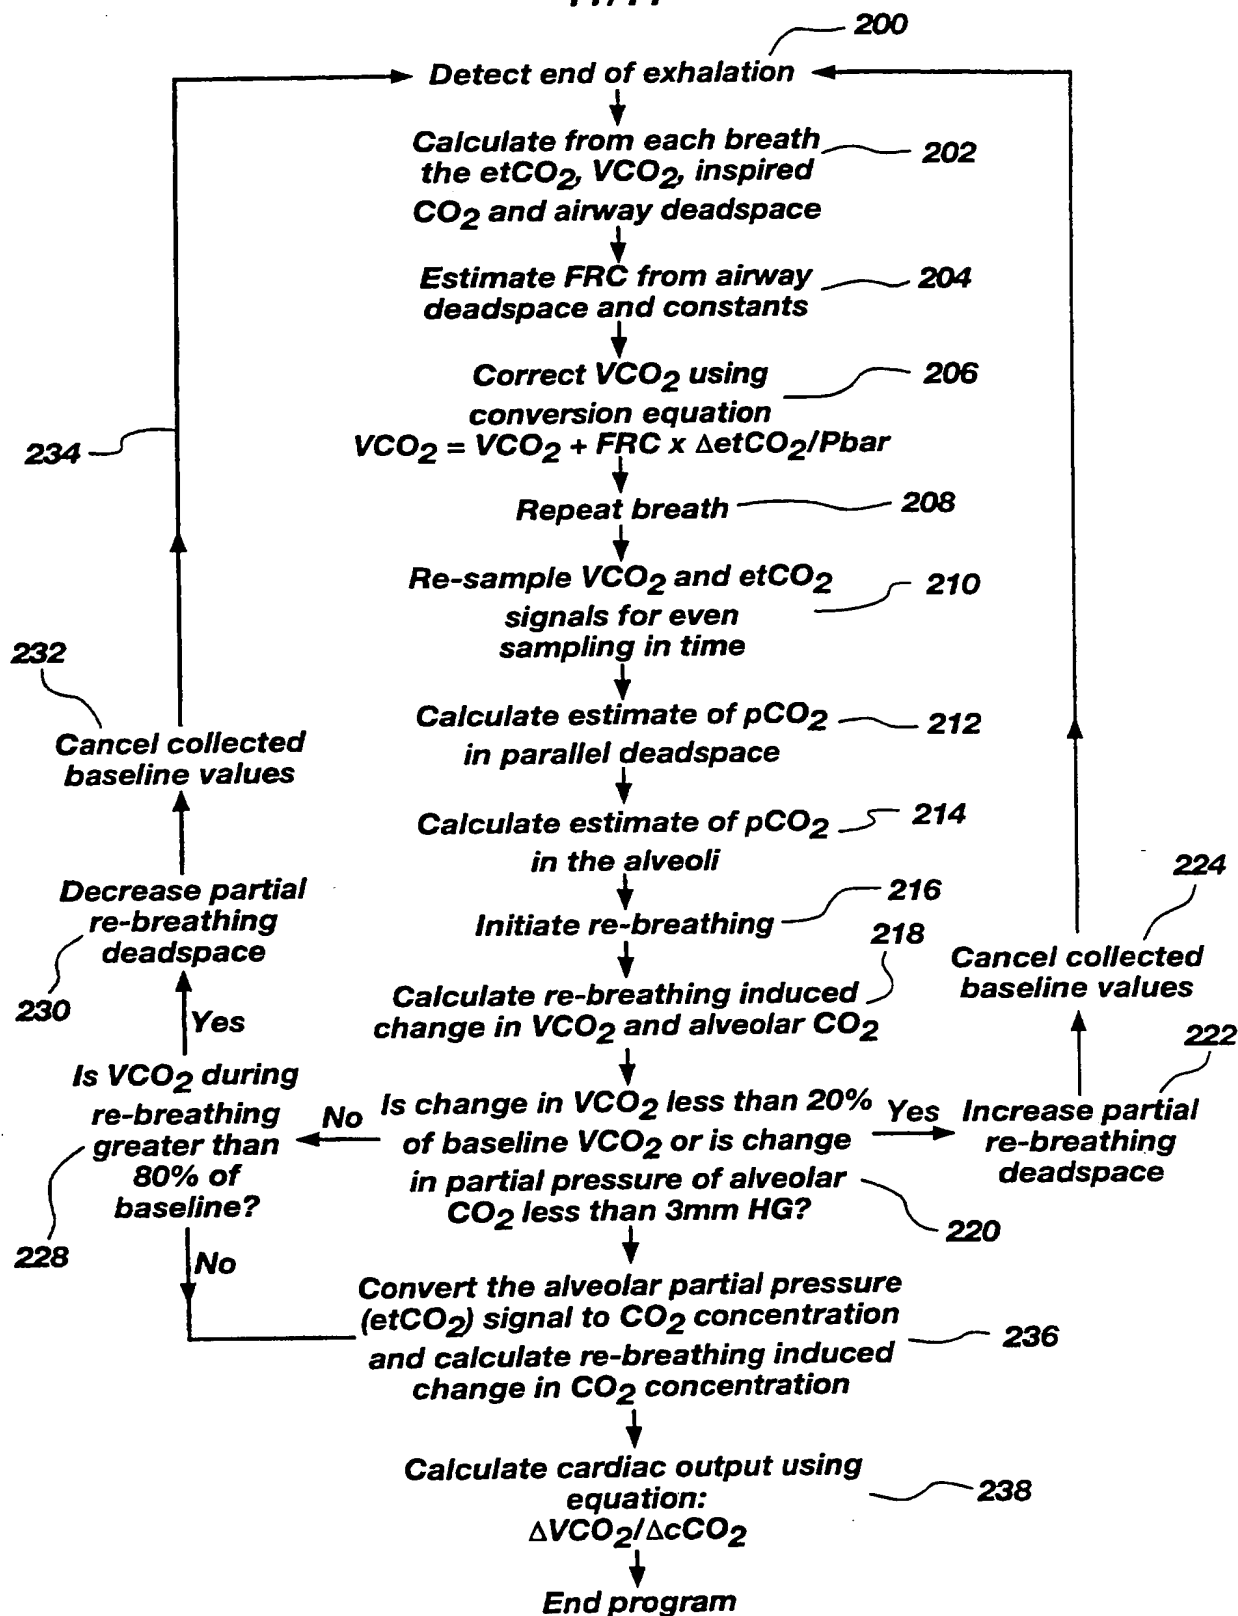 200
Detect end of exhalation
Calculate from each breath
the etCO2, VCO2, inspired
CO2 and airway deadspace
202
Estimate FRC from airway
deadspace and constants
204
Correct VCO2 using
conversion equation
VCO2 = VCO2 + FRC x ΔetCO2/Pbar
206
234
Repeat breath
208
Re-sample VCO2 and etCO2
signals for even
sampling in time
210
232
Cancel collected
baseline values
Calculate estimate of pCO2
in parallel deadspace
212
Calculate estimate of pCO2
in the alveoli
214
Decrease partial
re-breathing
deadspace
230
Initiate re-breathing
216
224
Cancel collected
baseline values
218
Calculate re-breathing induced
change in VCO2 and alveolar CO2
Yes
222
Is VCO2 during
re-breathing
greater than
80% of
baseline?
228
No
Is change in VCO2 less than 20%
of baseline VCO2 or is change
in partial pressure of alveolar
CO2 less than 3mm HG?
220
Yes
Increase partial
re-breathing
deadspace
No
Convert the alveolar partial pressure
(etCO2) signal to CO2 concentration
and calculate re-breathing induced
change in CO2 concentration
236
Calculate cardiac output using
equation:
ΔVCO2/ΔcCO2
238
End program